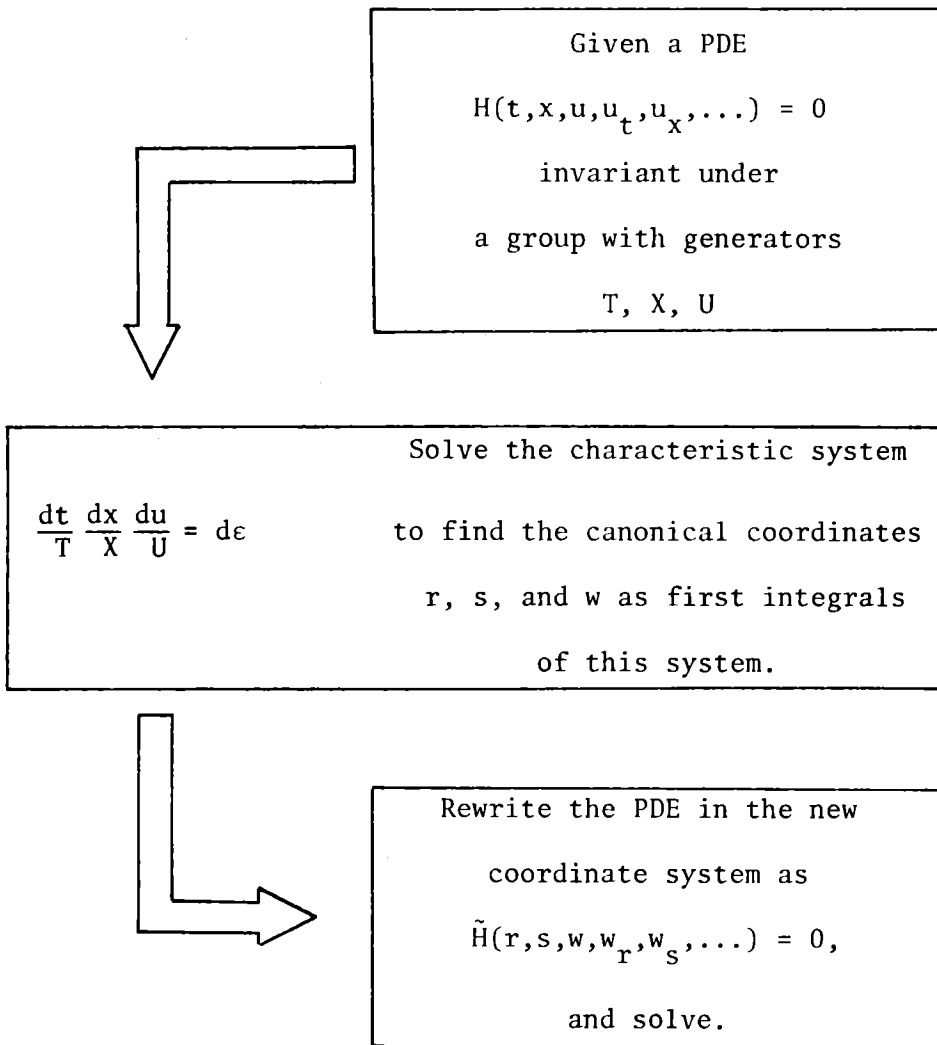 Given a PDE
H(t,x,u,u_t,u_x,...) = 0
invariant under
a group with generators
T, X, U
dt/T dx/X du/U = dε
Solve the characteristic system
to find the canonical coordinates
r, s, and w as first integrals
of this system.
Rewrite the PDE in the new
coordinate system as
H̃(r,s,w,w_r,w_s,...) = 0,
and solve.